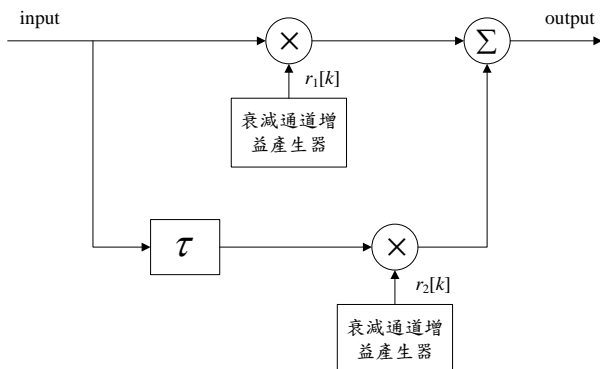 input
output
×
Σ
r₁[k]
衰減通道增
益產生器
τ
×
r₂[k]
衰減通道增
益產生器